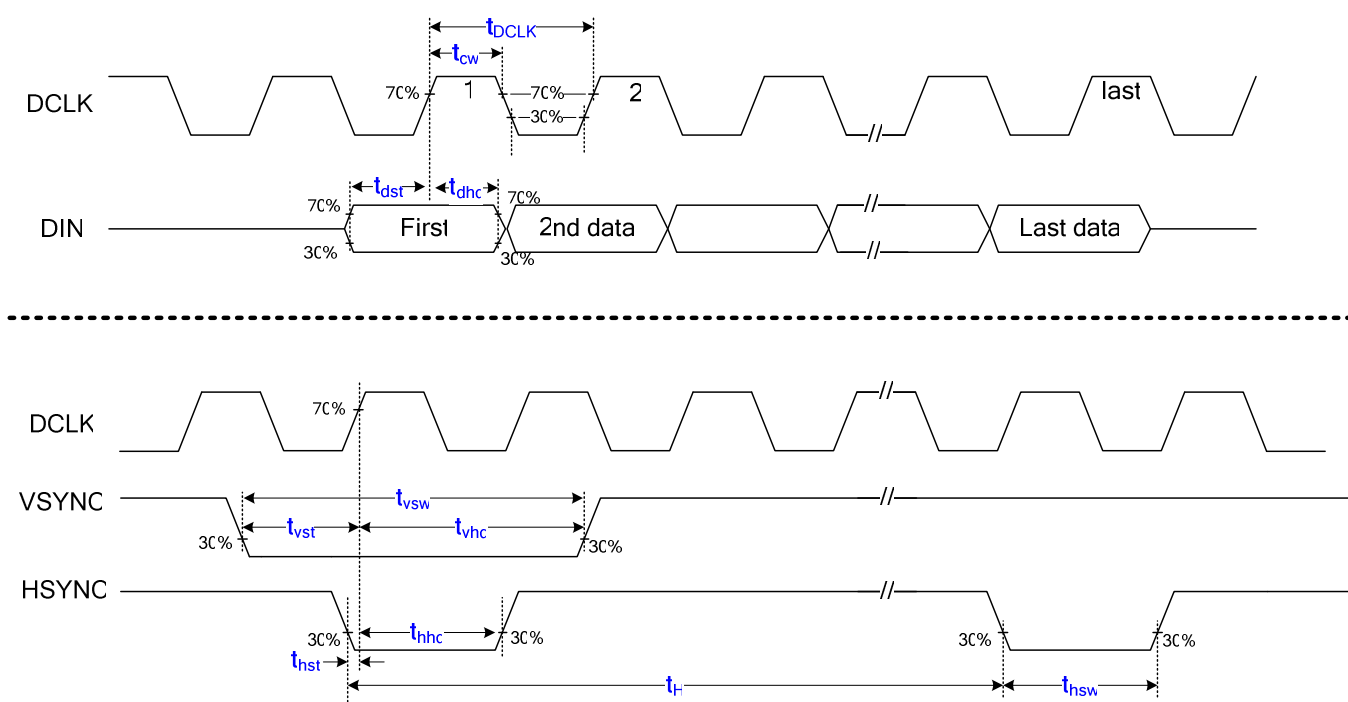 tDCLK
tcw
DCLK 70% 1 70% 2 last
30%
tdst tdhd
70% 70%
DIN First 2nd data Last data
30% 30%
DCLK 70%
VSYNC tvsw
tvst tvhd
30% 30%
HSYNC
30% thhd 30% 30% 30%
thst
tH thsw